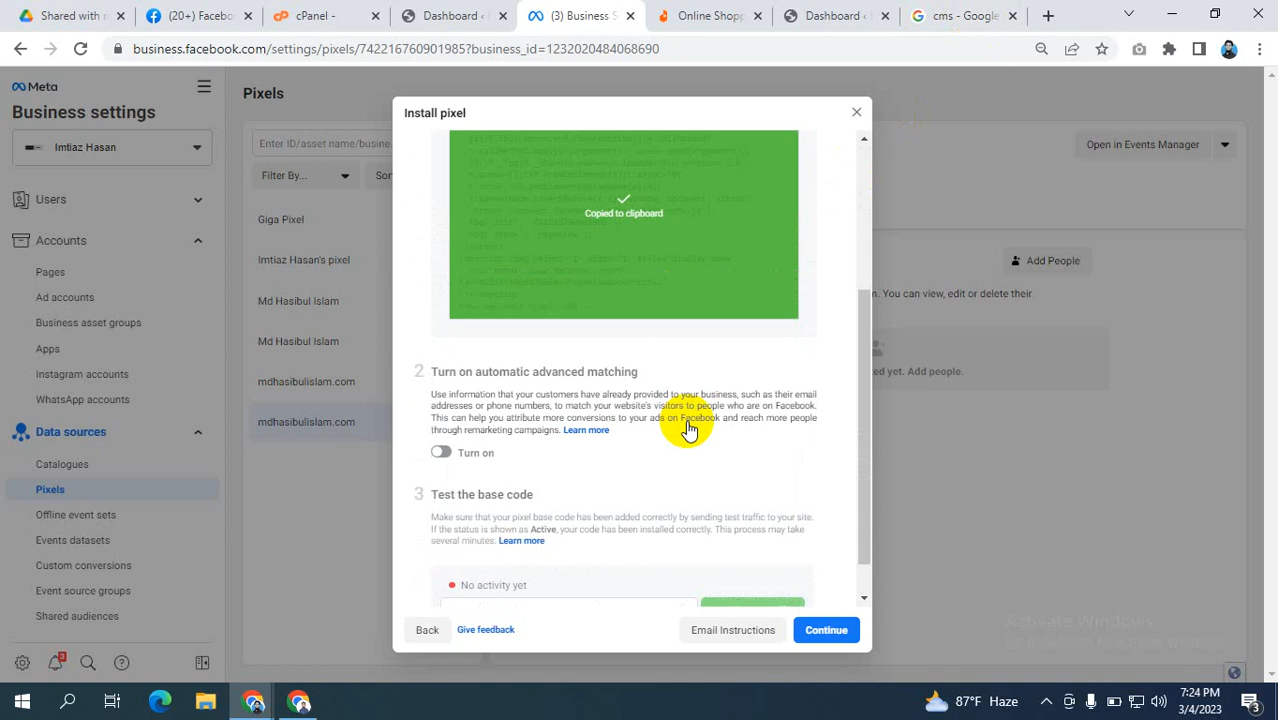 Shared with m
(20+) Facebo
cPanel -
Dashboard ‹
(3) Business S
Online Shop
Dashboard ‹
cms - Google
business.facebook.com/settings/pixels/742216760901985?business_id=1232020484068690
Meta
Business settings
Imtiaz Hasan
Users
Accounts
Pages
Ad accounts
Business asset groups
Apps
Instagram accounts
WhatsApp accounts
Data sources
Catalogues
Pixels
Offline event sets
Events datasets
Custom conversions
Event source groups
Shared audiences
Pixels
Enter ID/asset name/busine
Filter By...
Sor
Giga Pixel
Imtiaz Hasan's pixel
Md Hasibul Islam
Md Hasibul Islam
mdhasibulislam.com
mdhasibulislam.com
Install pixel
Copied to clipboard
2 Turn on automatic advanced matching
Use information that your customers have already provided to your business, such as their email
addresses or phone numbers, to match your website's visitors to people who are on Facebook.
This can help you attribute more conversions to your ads on Facebook and reach more people
through remarketing campaigns. Learn more
Turn on
3 Test the base code
Make sure that your pixel base code has been added correctly by sending test traffic to your site.
If the status is shown as Active, your code has been installed correctly. This process may take
several minutes. Learn more
No activity yet
Back
Give feedback
Email Instructions
Continue
Open in Events Manager
Add People
m. You can view, edit or delete their
ed yet. Add people.
Activate Windows
3
87°F Haze
7:24 PM
3/4/2023
3